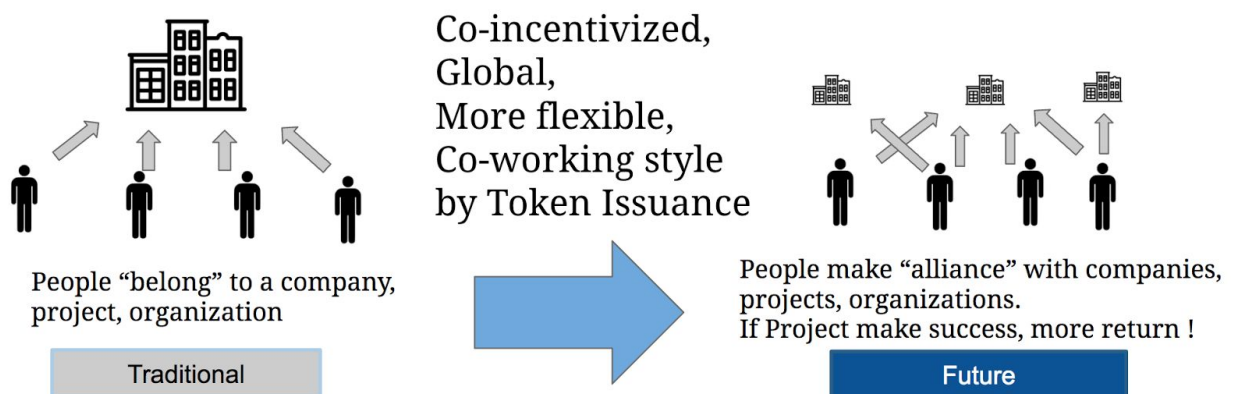 Co-incentivized,
Global,
More flexible,
Co-working style
by Token Issuance
People “belong” to a company,
project, organization
Traditional
People make “alliance” with companies,
projects, organizations.
If Project make success, more return !
Future